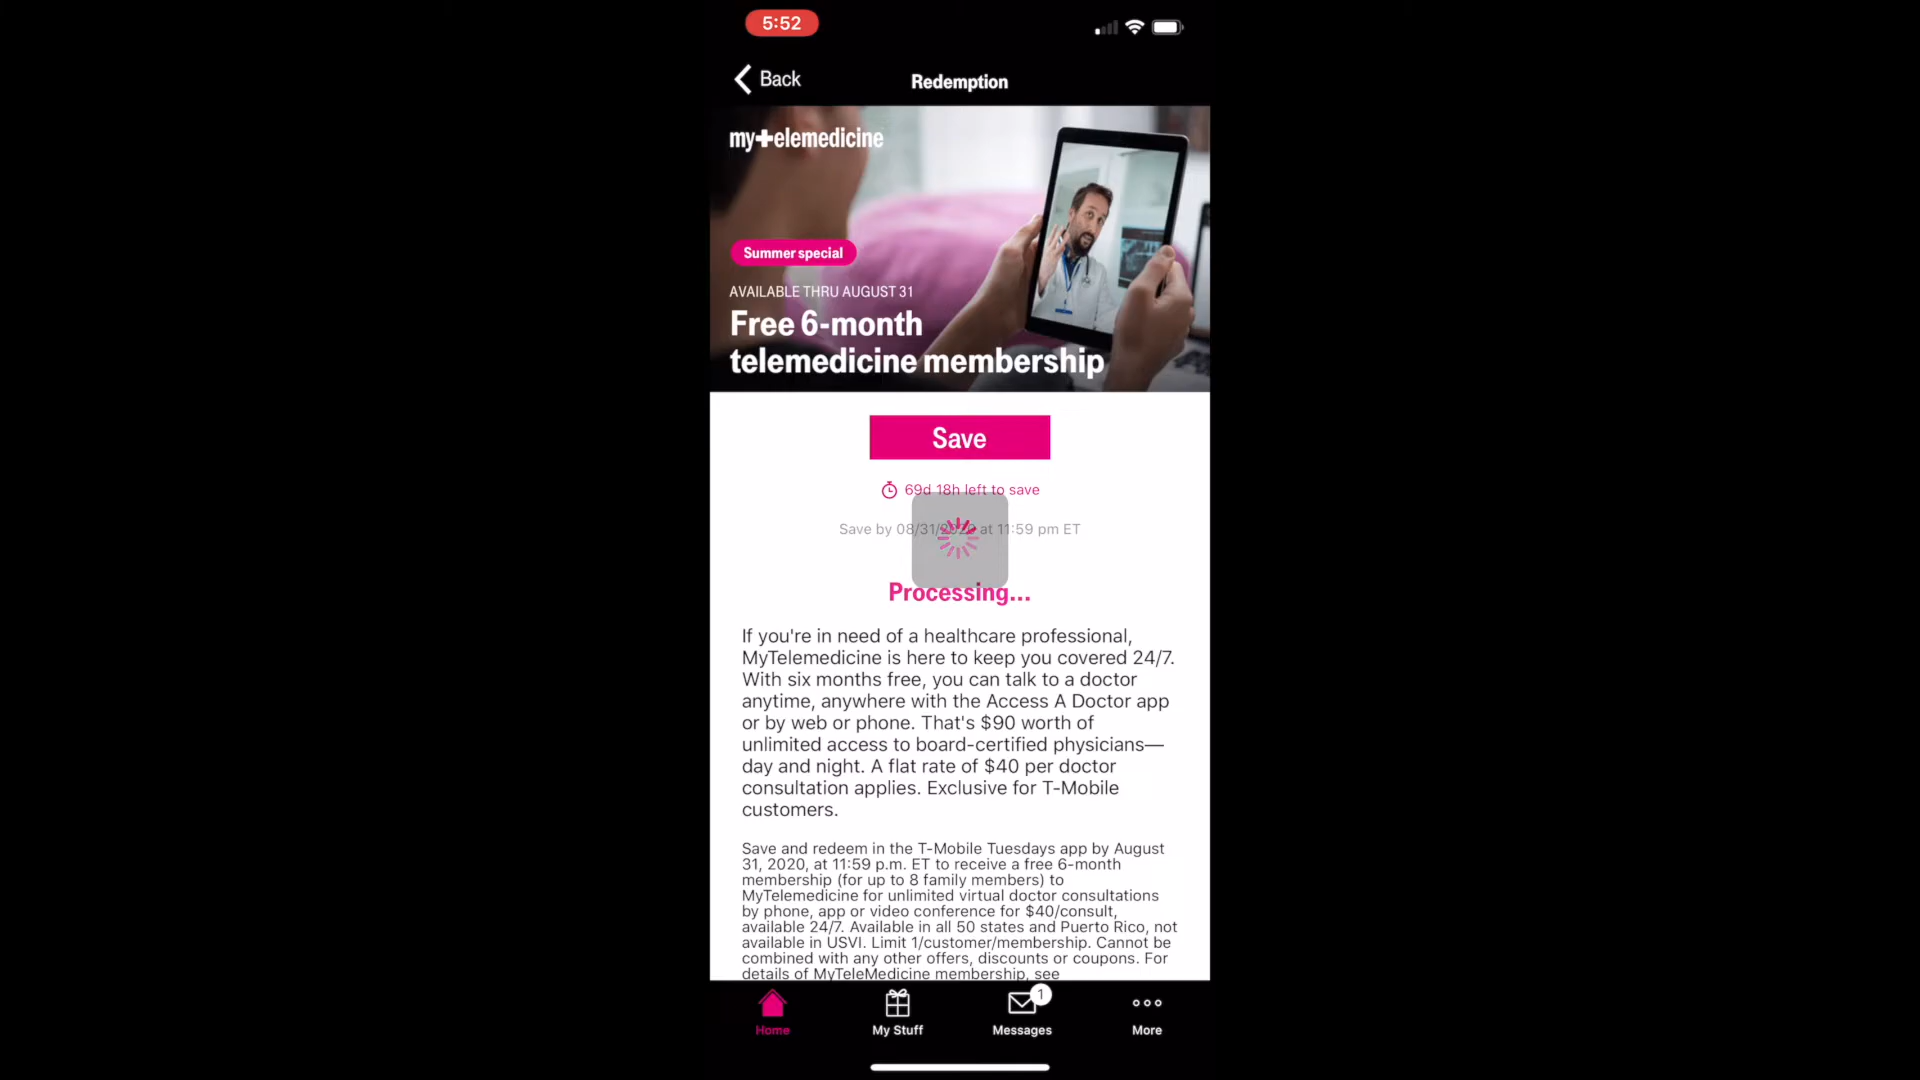 5:52
Back
Redemption
my+elemedicine
Summer special
AVAILABLE THRU AUGUST 31
Free 6-month
telemedicine membership
Save
69d 18h left to save
Save by 08/31/2020 at 11:59 pm ET
Processing...
If you're in need of a healthcare professional,
MyTelemedicine is here to keep you covered 24/7.
With six months free, you can talk to a doctor
anytime, anywhere with the Access A Doctor app
or by web or phone. That's $90 worth of
unlimited access to board-certified physicians—
day and night. A flat rate of $40 per doctor
consultation applies. Exclusive for T-Mobile
customers.
Save and redeem in the T-Mobile Tuesdays app by August
31, 2020, at 11:59 p.m. ET to receive a free 6-month
membership (for up to 8 family members) to
MyTelemedicine for unlimited virtual doctor consultations
by phone, app or video conference for $40/consult,
available 24/7. Available in all 50 states and Puerto Rico, not
available in USVI. Limit 1/customer/membership. Cannot be
combined with any other offers, discounts or coupons. For
details of MyTeleMedicine membership, see
1
Home
My Stuff
Messages
More